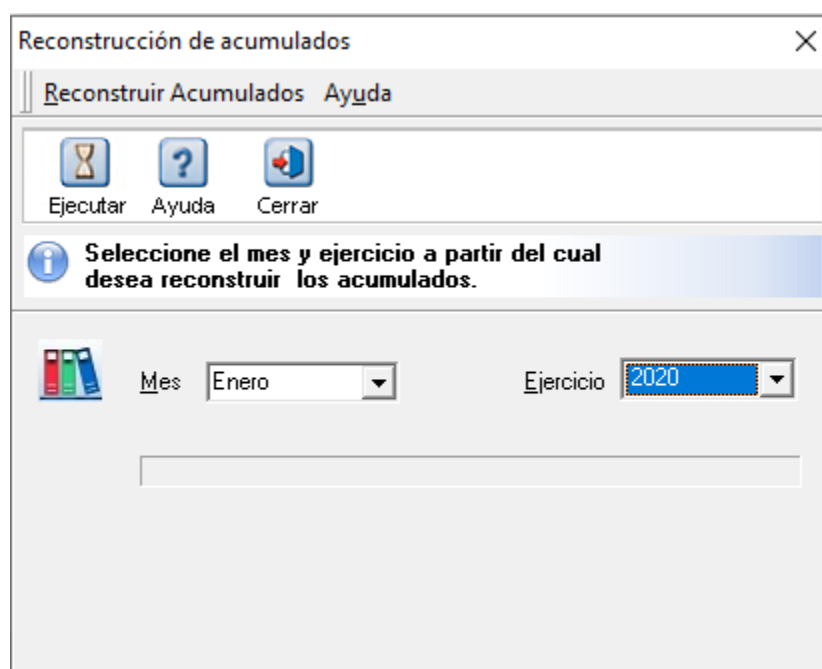 Reconstrucción de acumulados
Reconstruir Acumulados Ayuda
Ejecutar Ayuda Cerrar
Seleccione el mes y ejercicio a partir del cual
desea reconstruir los acumulados.
Mes Enero Ejercicio 2020